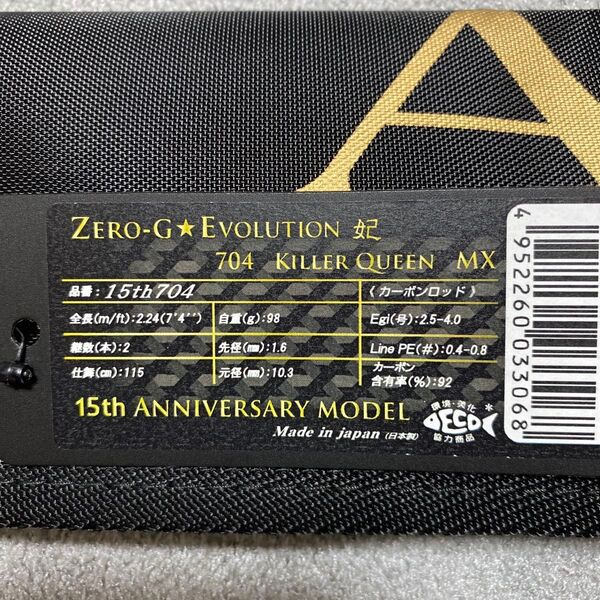 A
ZERO-G★EVOLUTION 妃
704 KILLER QUEEN MX
品番：15th704 〈カーボンロッド〉
全長(m/ft)：2.24(7'4'') 自重(g)：98 Egi(号)：2.5-4.0
継数(本)：2 先径(㎜)：1.6 Line PE(#)：0.4-0.8
仕舞(㎝)：115 元径(㎜)：10.3 カーボン含有率(%)：92
15th ANNIVERSARY MODEL
Made in japan (日本製)
環境・美化
ECO
協力商品
4952260033068